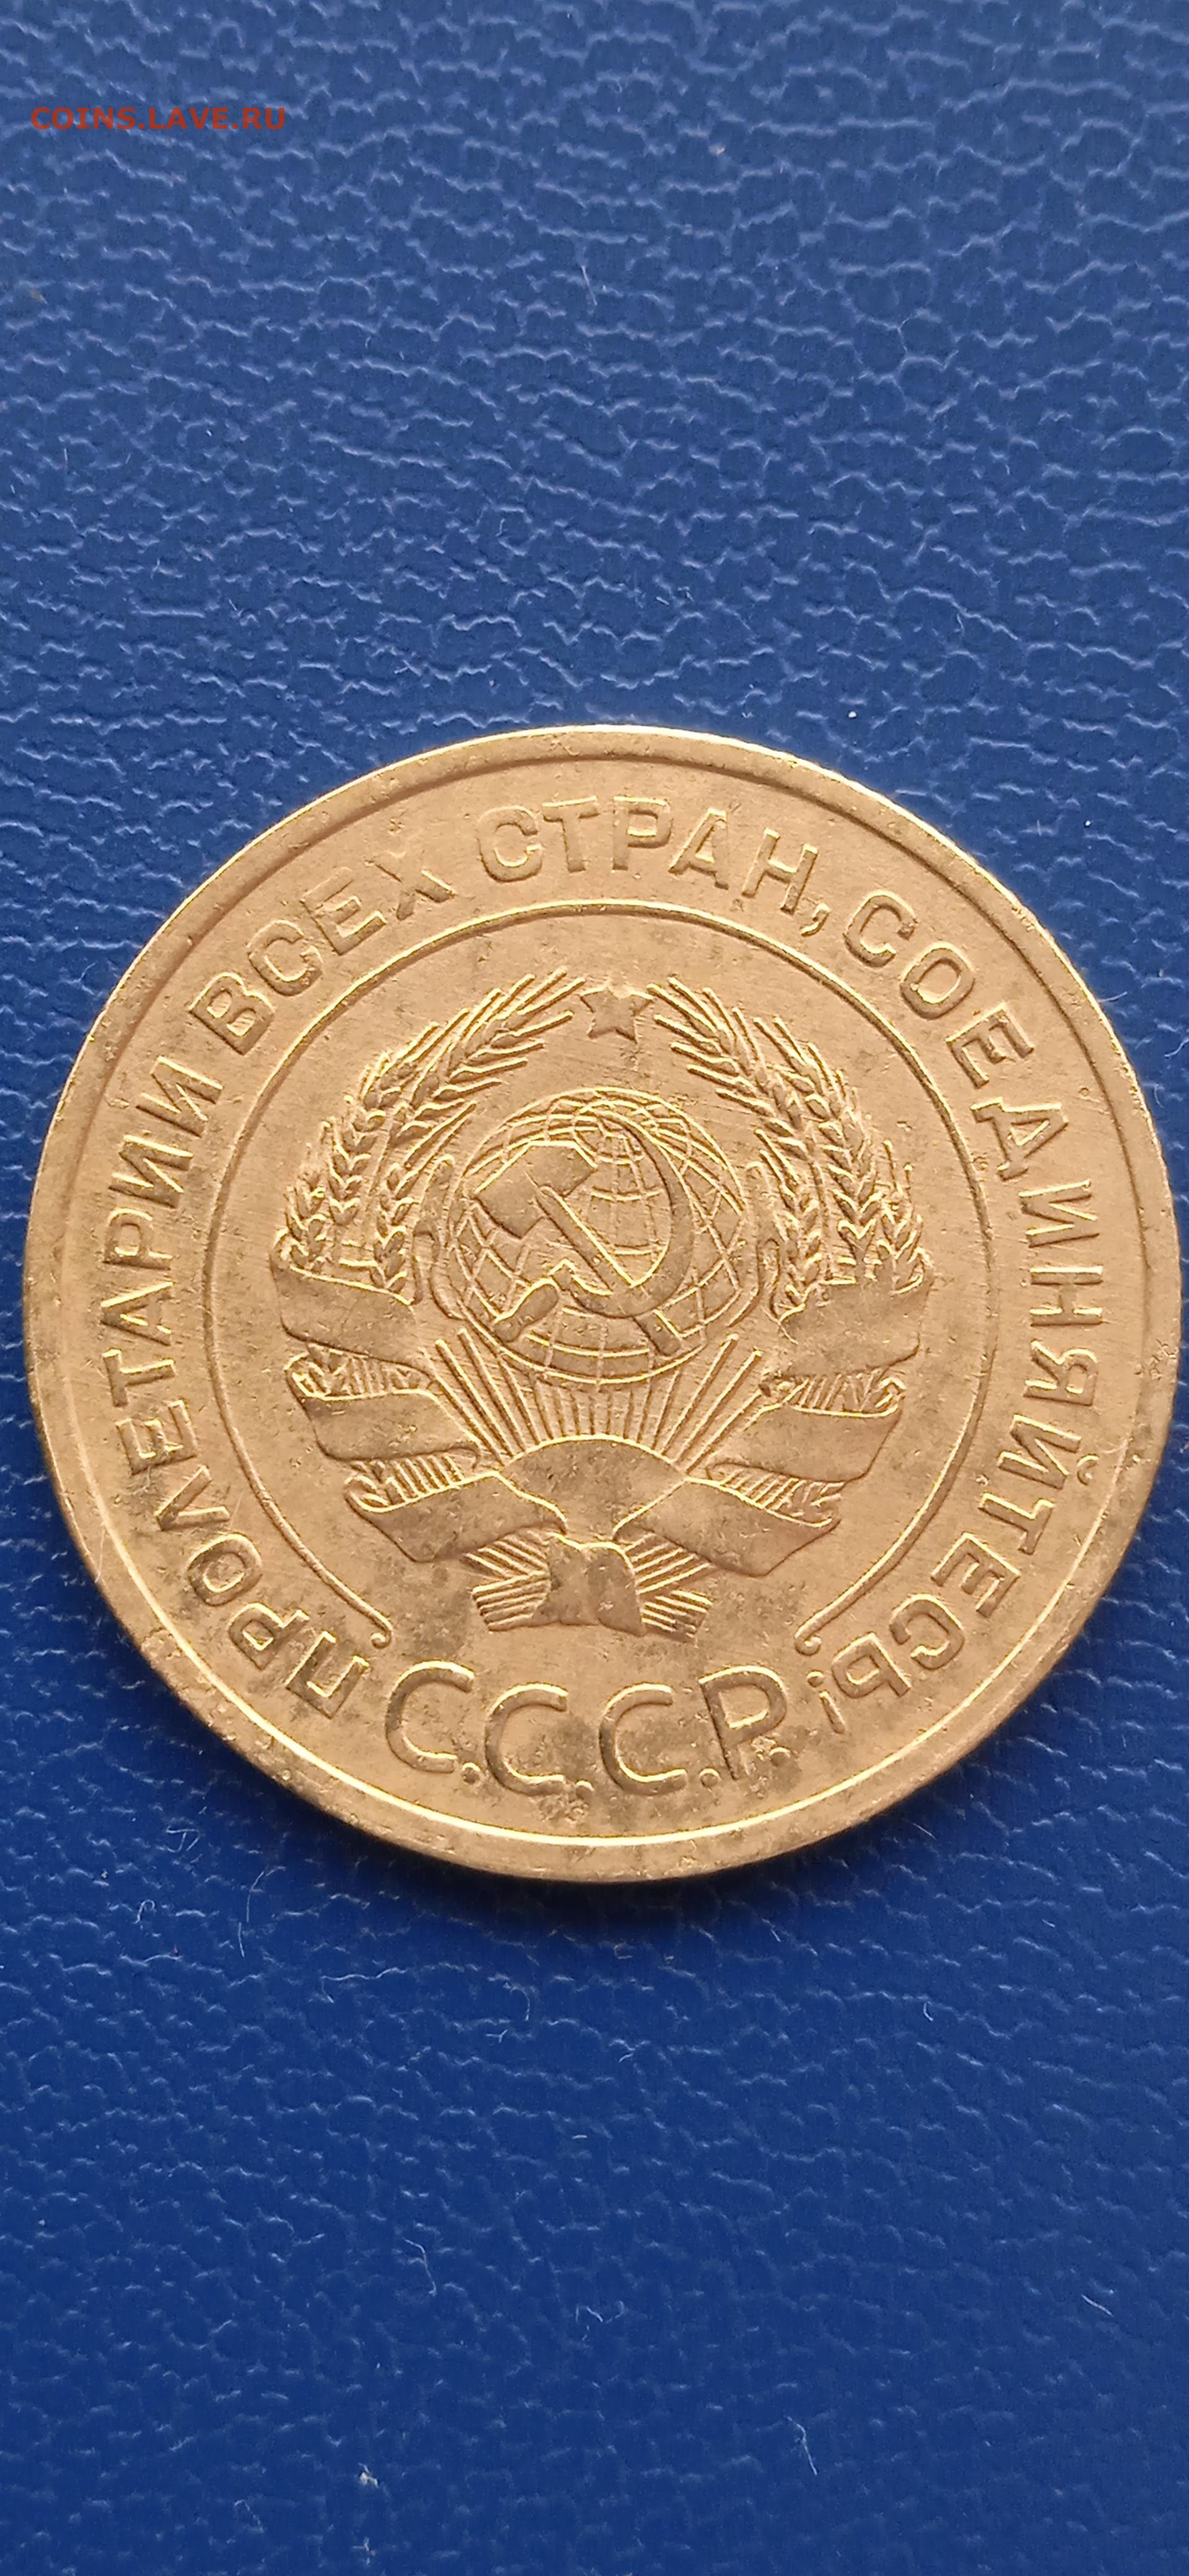 COINS.LAVE.RU
ПРОЛЕТАРИИ ВСЕХ СТРАН, СОЕДИНЯЙТЕСЬ!
С.С.С.Р.